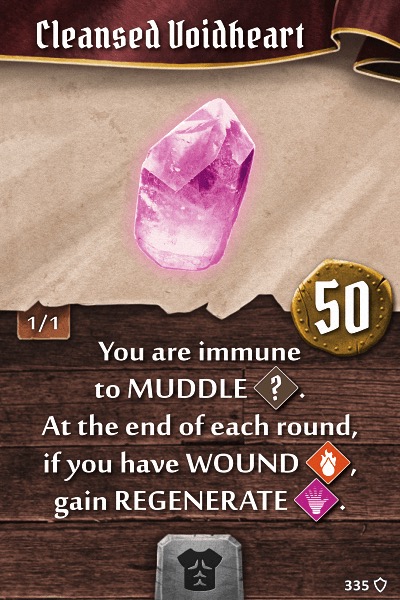 Cleansed Voidheart
50
1/1
You are immune
to MUDDLE ?.
At the end of each round,
if you have WOUND,
gain REGENERATE.
335